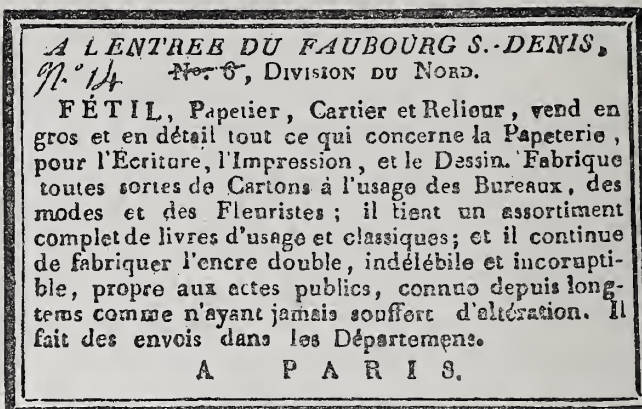 A L'ENTREE DU FAUBOURG S.-DENIS,
N.° 14 No. 6, DIVISION DU NORD.
FÉTIL, Papetier, Cartier et Relieur, vend en
gros et en détail tout ce qui concerne la Papeterie,
pour l'Écriture, l'Impression, et le Dessin. Fabrique
toutes sortes de Cartons à l'usage des Bureaux, des
modes et des Fleuristes; il tient un assortiment
complet de livres d'usage et classiques; et il continue
de fabriquer l'encre double, indélébile et incorupti-
ble, propre aux actes publics, connue depuis long-
tems comme n'ayant jamais souffert d'altération. Il
fait des envois dans les Départemens.
A PARIS.